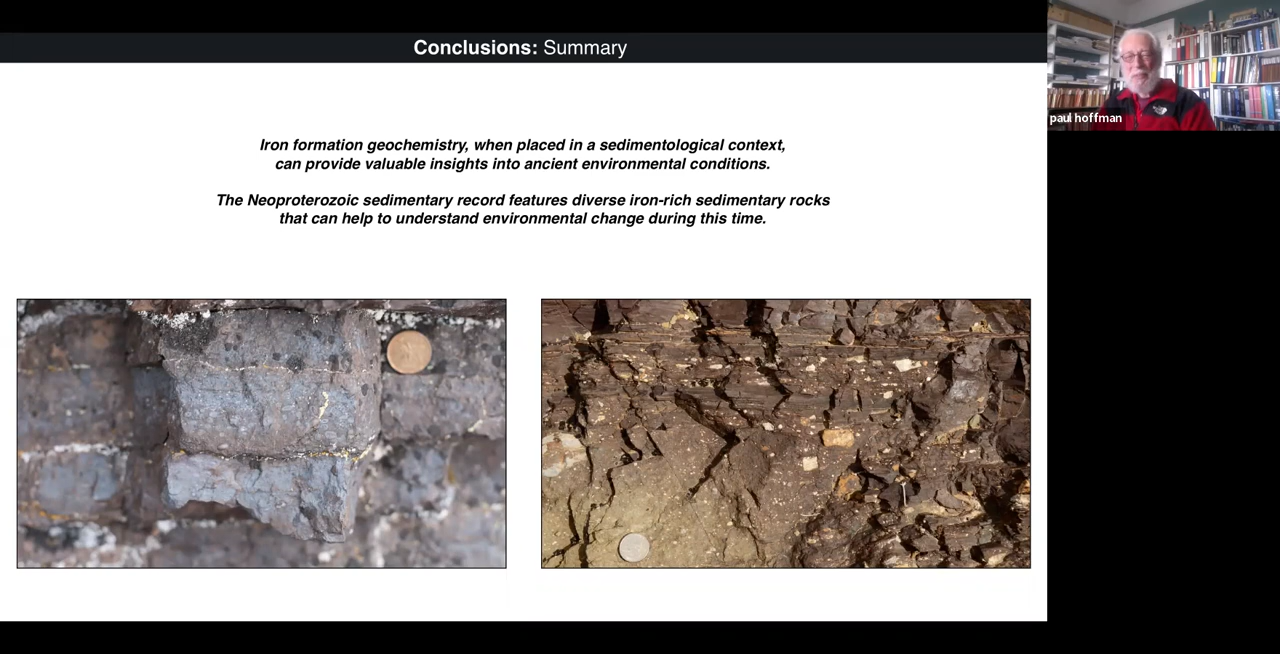 Conclusions: Summary
paul hoffman
Iron formation geochemistry, when placed in a sedimentological context,
can provide valuable insights into ancient environmental conditions.
The Neoproterozoic sedimentary record features diverse iron-rich sedimentary rocks
that can help to understand environmental change during this time.